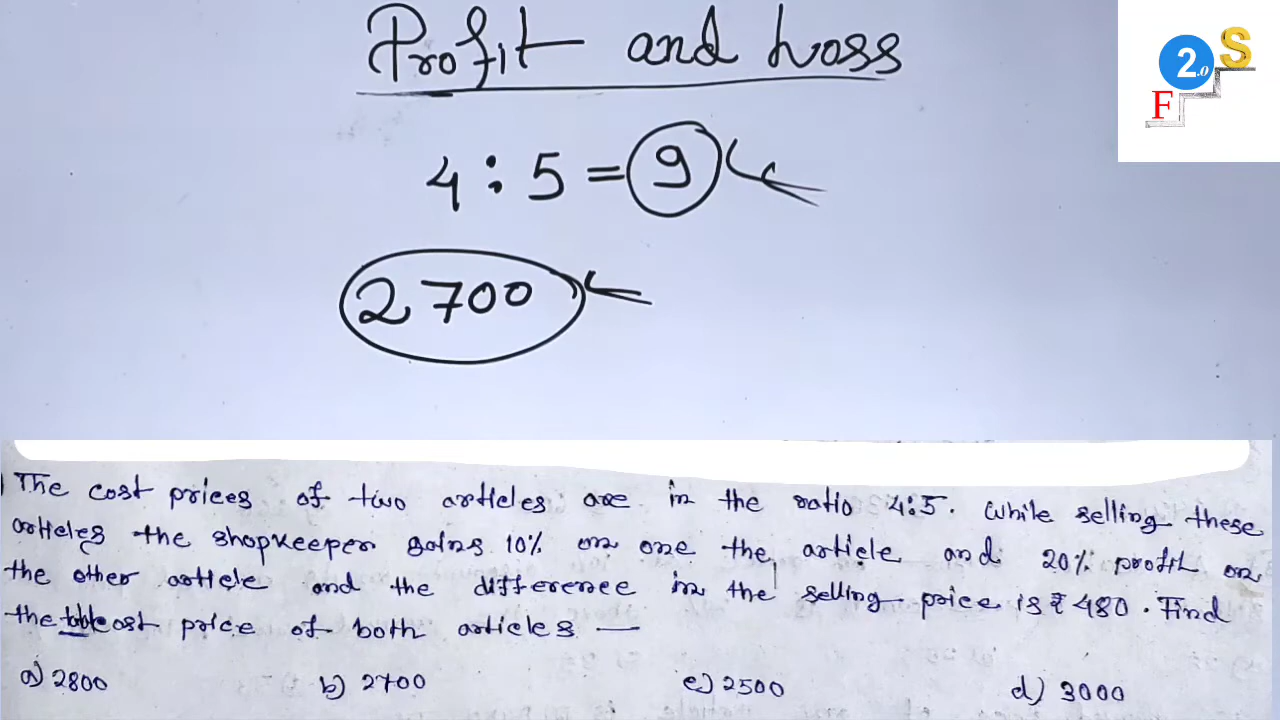 Profit and Loss
2.0 S
F
4 : 5 = 9
2700
The cost prices of two articles are in the ratio 4:5. While selling these
articles the shopkeeper gains 10% on one the article and 20% profit on
the other article and the difference in the selling price is ₹ 480. Find
the cost price of both articles —
a) 2800 b) 2700 c) 2500 d) 3000